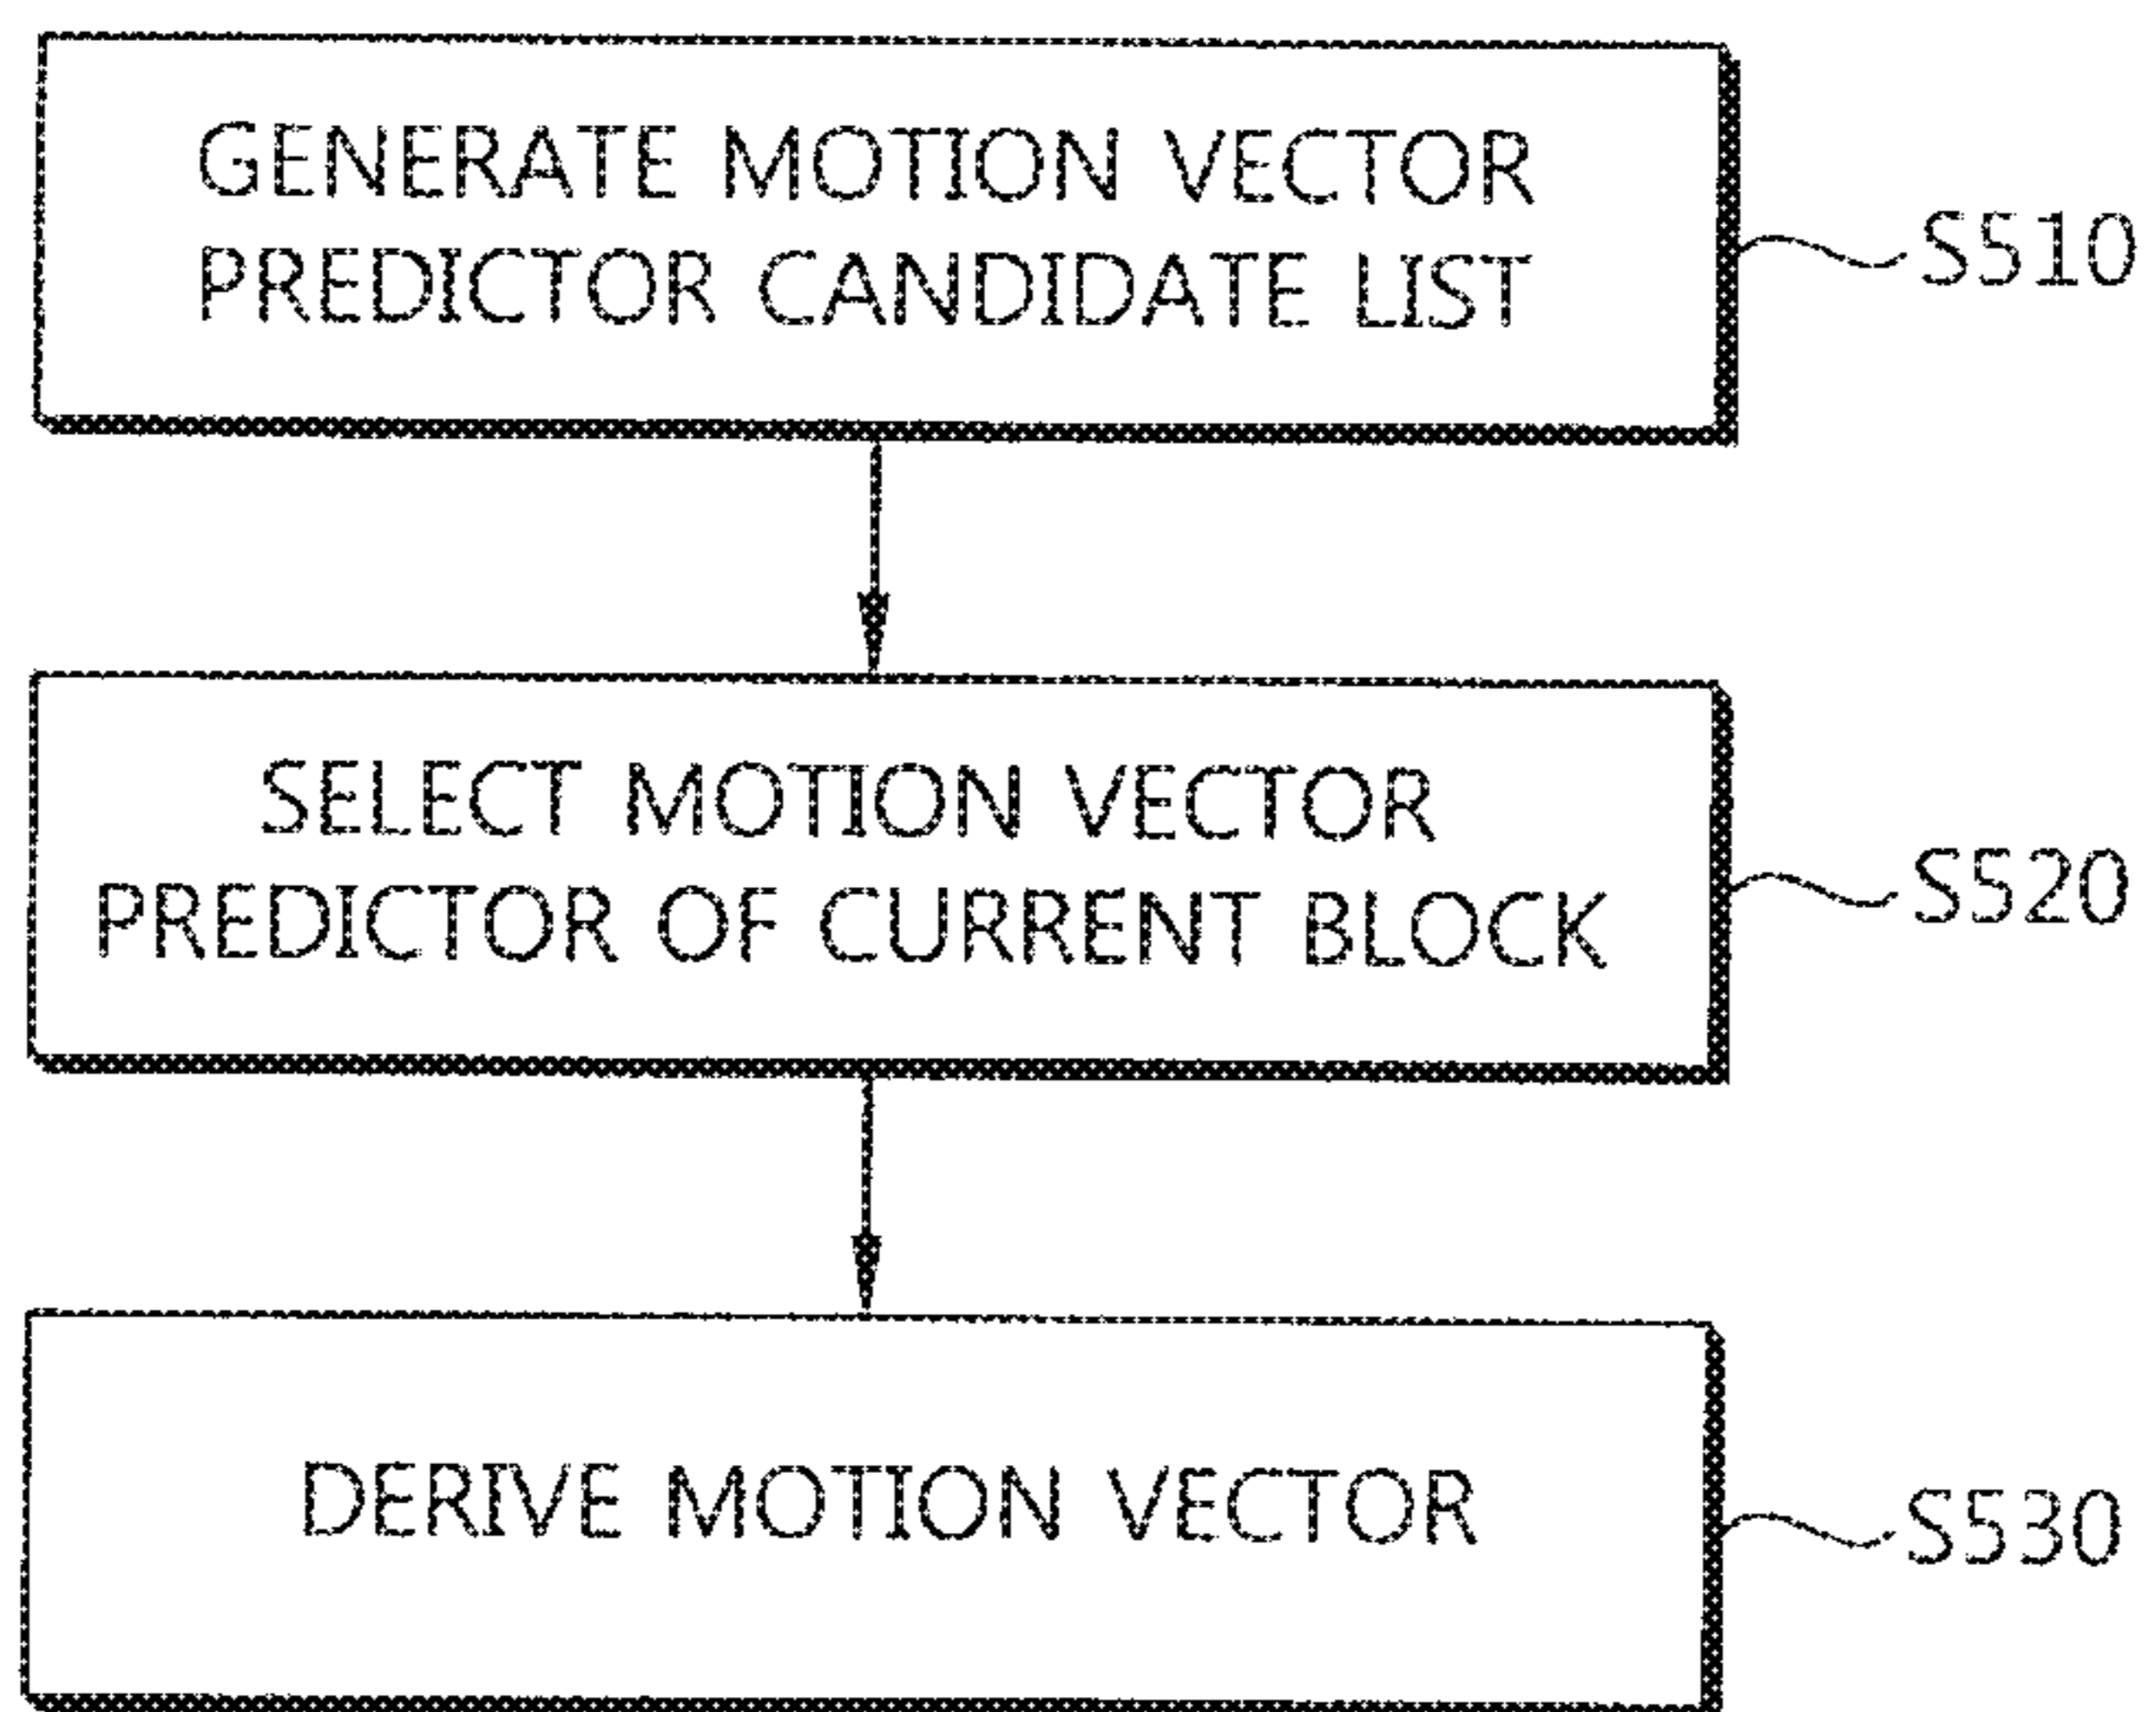 GENERATE MOTION VECTOR
PREDICTOR CANDIDATE LIST
S510
SELECT MOTION VECTOR
PREDICTOR OF CURRENT BLOCK
S520
DERIVE MOTION VECTOR
S530